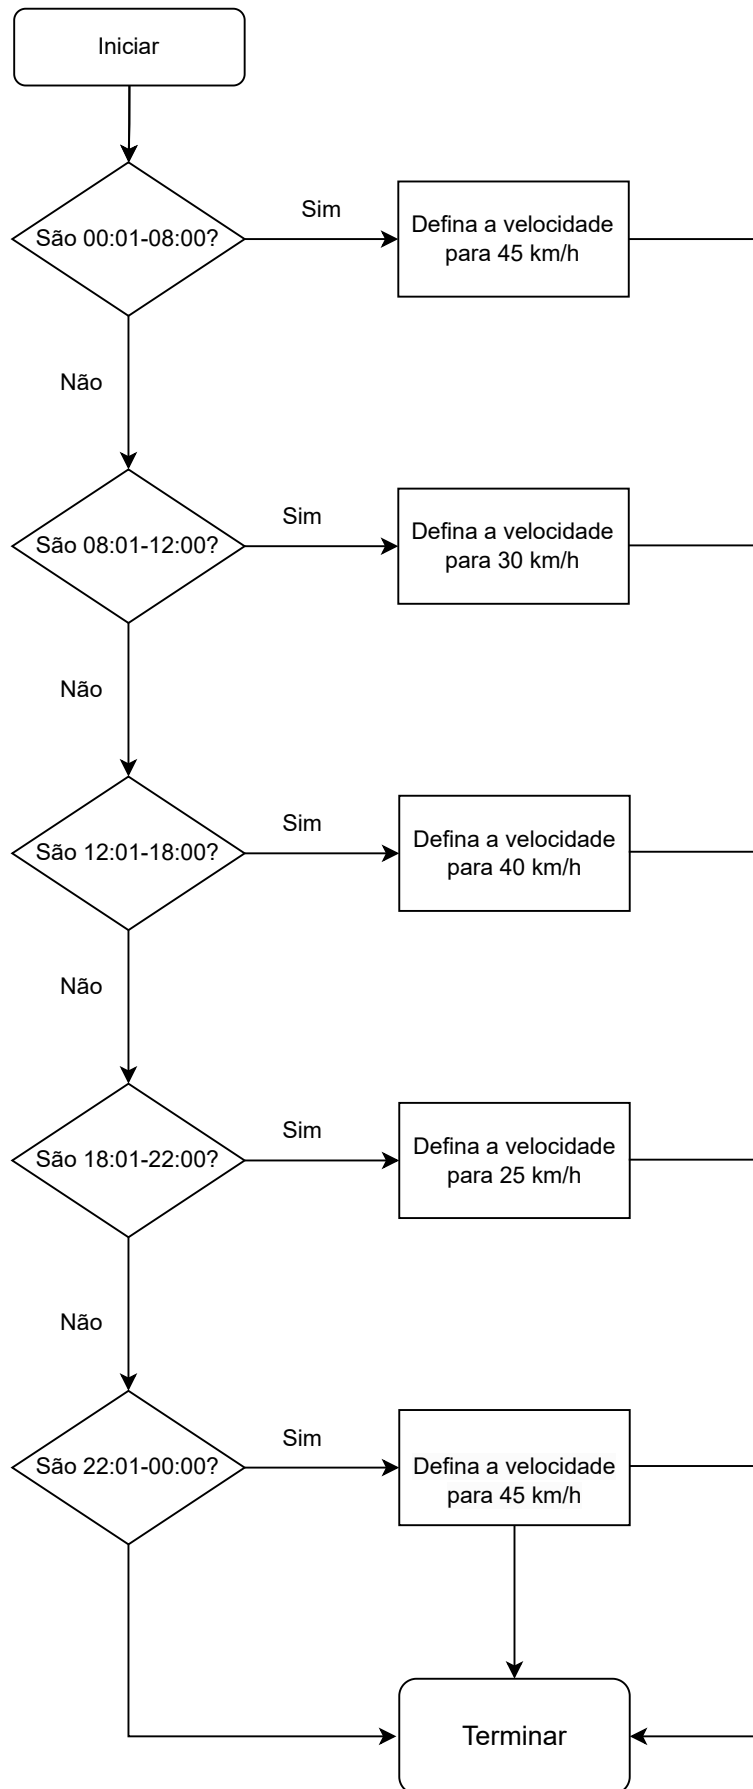 Iniciar
São 00:01-08:00?
Sim
Defina a velocidade
para 45 km/h
Não
São 08:01-12:00?
Sim
Defina a velocidade
para 30 km/h
Não
São 12:01-18:00?
Sim
Defina a velocidade
para 40 km/h
Não
São 18:01-22:00?
Sim
Defina a velocidade
para 25 km/h
Não
São 22:01-00:00?
Sim
Defina a velocidade
para 45 km/h
Terminar